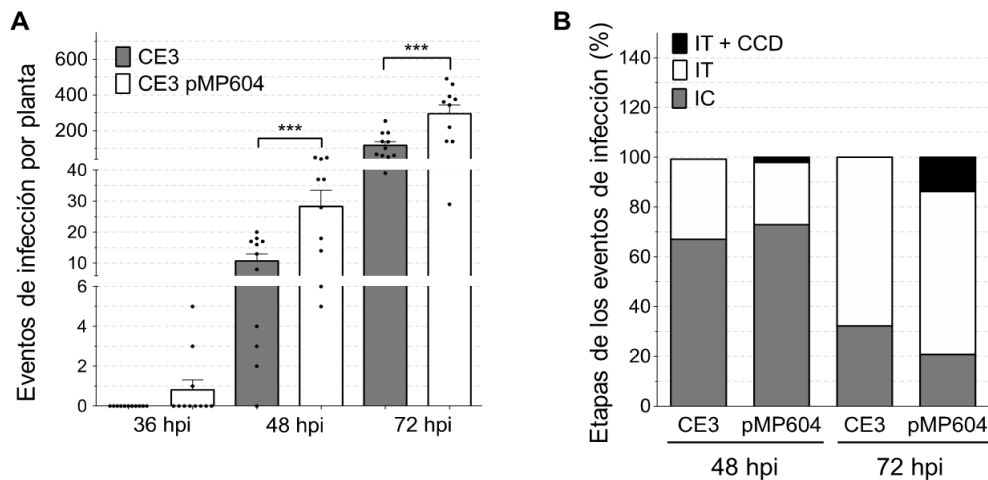 A
Eventos de infección por planta
600
400
200
40
30
20
10
6
4
2
0
CE3
CE3 pMP604
***
***
36 hpi
48 hpi
72 hpi
B
Etapas de los eventos de infección (%)
140
120
100
80
60
40
20
0
IT + CCD
IT
IC
CE3
pMP604
CE3
pMP604
48 hpi
72 hpi